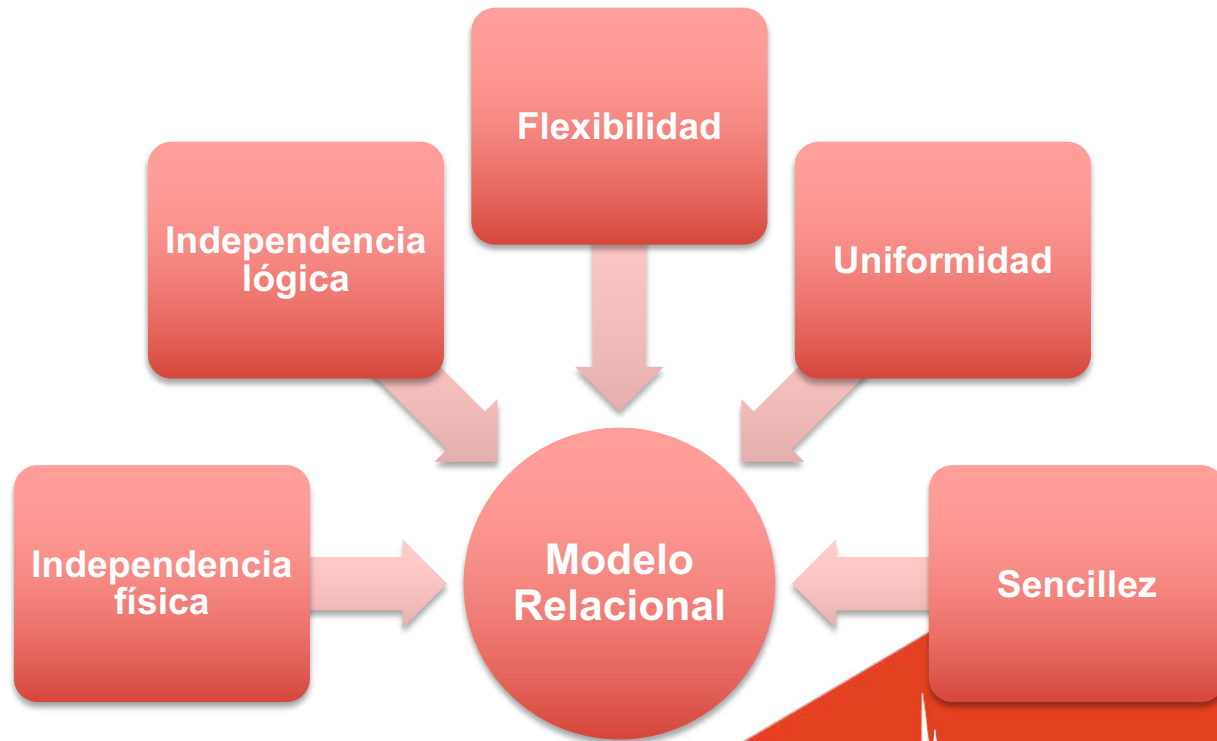 Flexibilidad
Independencia
lógica
Uniformidad
Independencia
física
Modelo
Relacional
Sencillez